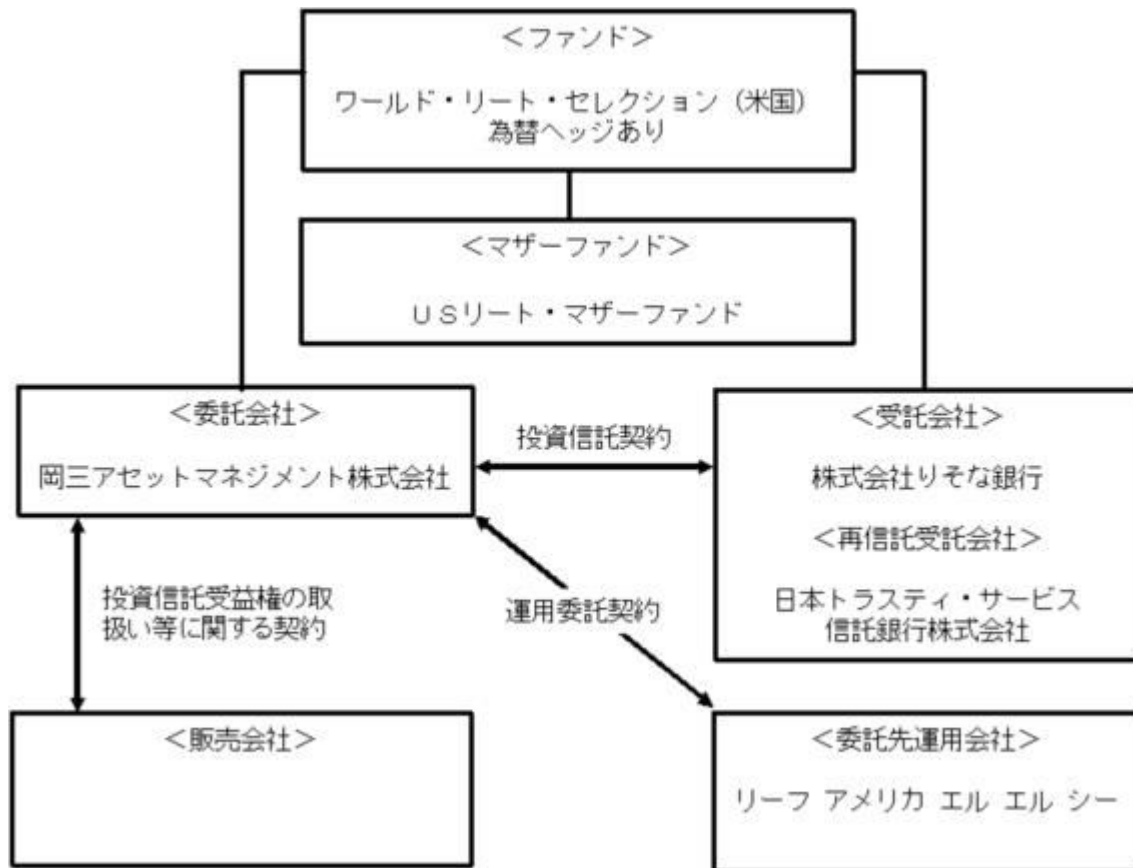 ＜ファンド＞
ワールド・リート・セレクション（米国）
為替ヘッジあり
＜マザーファンド＞
ＵＳリート・マザーファンド
＜委託会社＞
岡三アセットマネジメント株式会社
投資信託契約
＜受託会社＞
株式会社りそな銀行
＜再信託受託会社＞
日本トラスティ・サービス
信託銀行株式会社
投資信託受益権の取
扱い等に関する契約
運用委託契約
＜販売会社＞
＜委託先運用会社＞
リーフ アメリカ エル エル シー